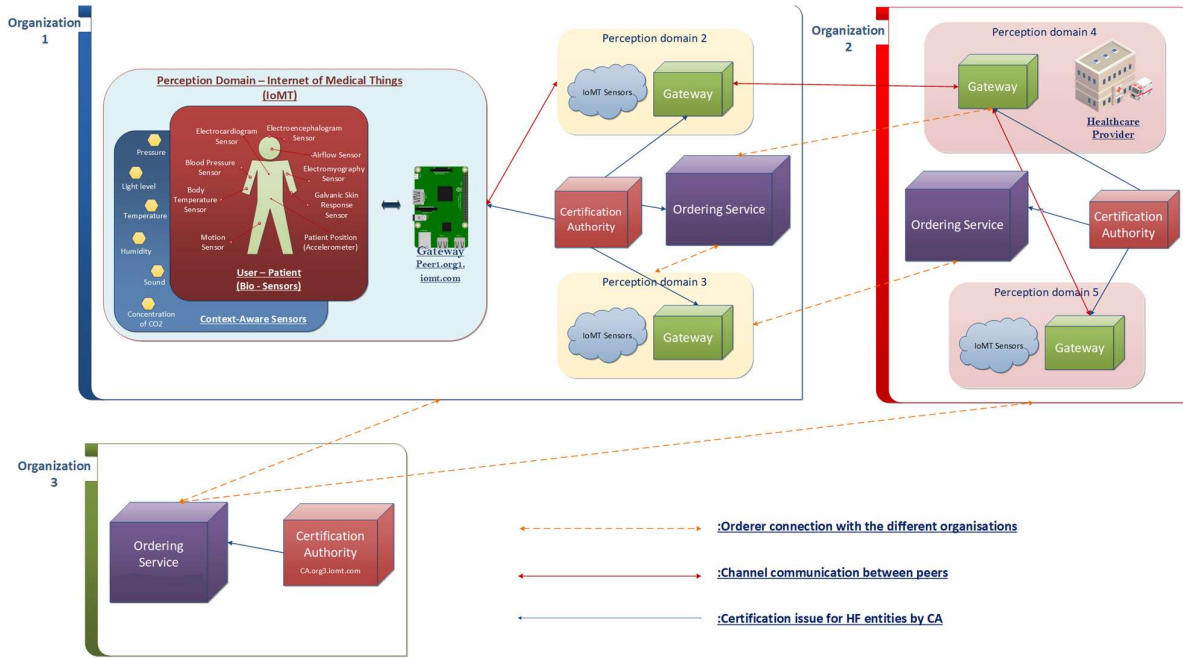 Organization
1
Perception Domain – Internet of Medical Things
(IoMT)
Pressure
Light level
Temperature
Humidity
Sound
Concentration
of CO2
Electrocardiogram
Sensor
Electroencephalogram
Sensor
Airflow Sensor
Blood Pressure
Sensor
Electromyography
Sensor
Body
Temperature
Sensor
Galvanic Skin
Response
Sensor
Motion
Sensor
Patient Position
(Accelerometer)
User – Patient
(Bio - Sensors)
Context-Aware Sensors
Gateway
Peer1.org1.
iomt.com
Perception domain 2
IoMT Sensors
Gateway
Certification
Authority
Ordering Service
Perception domain 3
IoMT Sensors
Gateway
Organization
2
Perception domain 4
Gateway
Healthcare
Provider
Ordering Service
Certification
Authority
Perception domain 5
IoMT Sensors
Gateway
Organization
3
Ordering
Service
Certification
Authority
CA.org3.iomt.com
:Orderer connection with the different organisations
:Channel communication between peers
:Certification issue for HF entities by CA